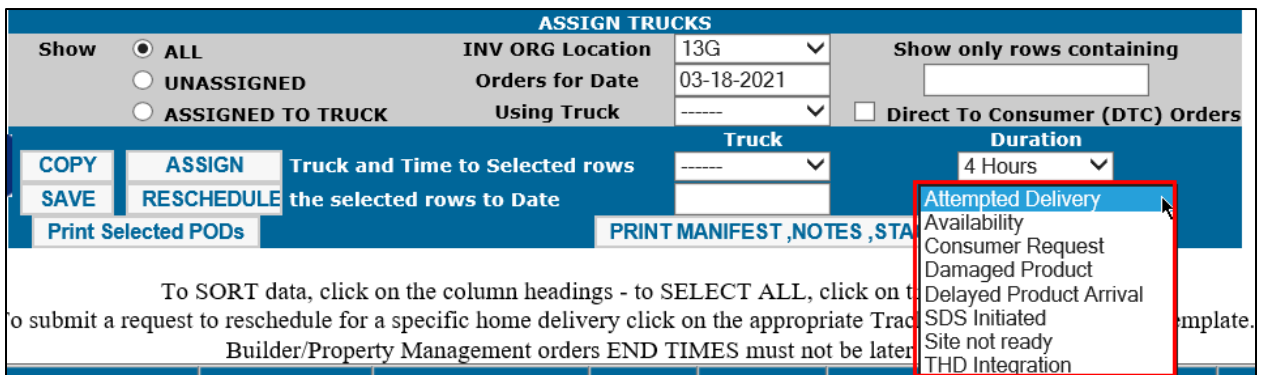 ASSIGN TRUCKS
Show ALL INV ORG Location 13G Show only rows containing
UNASSIGNED Orders for Date 03-18-2021
ASSIGNED TO TRUCK Using Truck ------ Direct To Consumer (DTC) Orders
Truck Duration
COPY ASSIGN Truck and Time to Selected rows ------ 4 Hours
SAVE RESCHEDULE the selected rows to Date
Print Selected PODs PRINT MANIFEST ,NOTES ,STA
Attempted Delivery
Availability
Consumer Request
Damaged Product
Delayed Product Arrival
SDS Initiated
Site not ready
THD Integration
To SORT data, click on the column headings - to SELECT ALL, click on t
o submit a request to reschedule for a specific home delivery click on the appropriate Trac emplate.
Builder/Property Management orders END TIMES must not be later